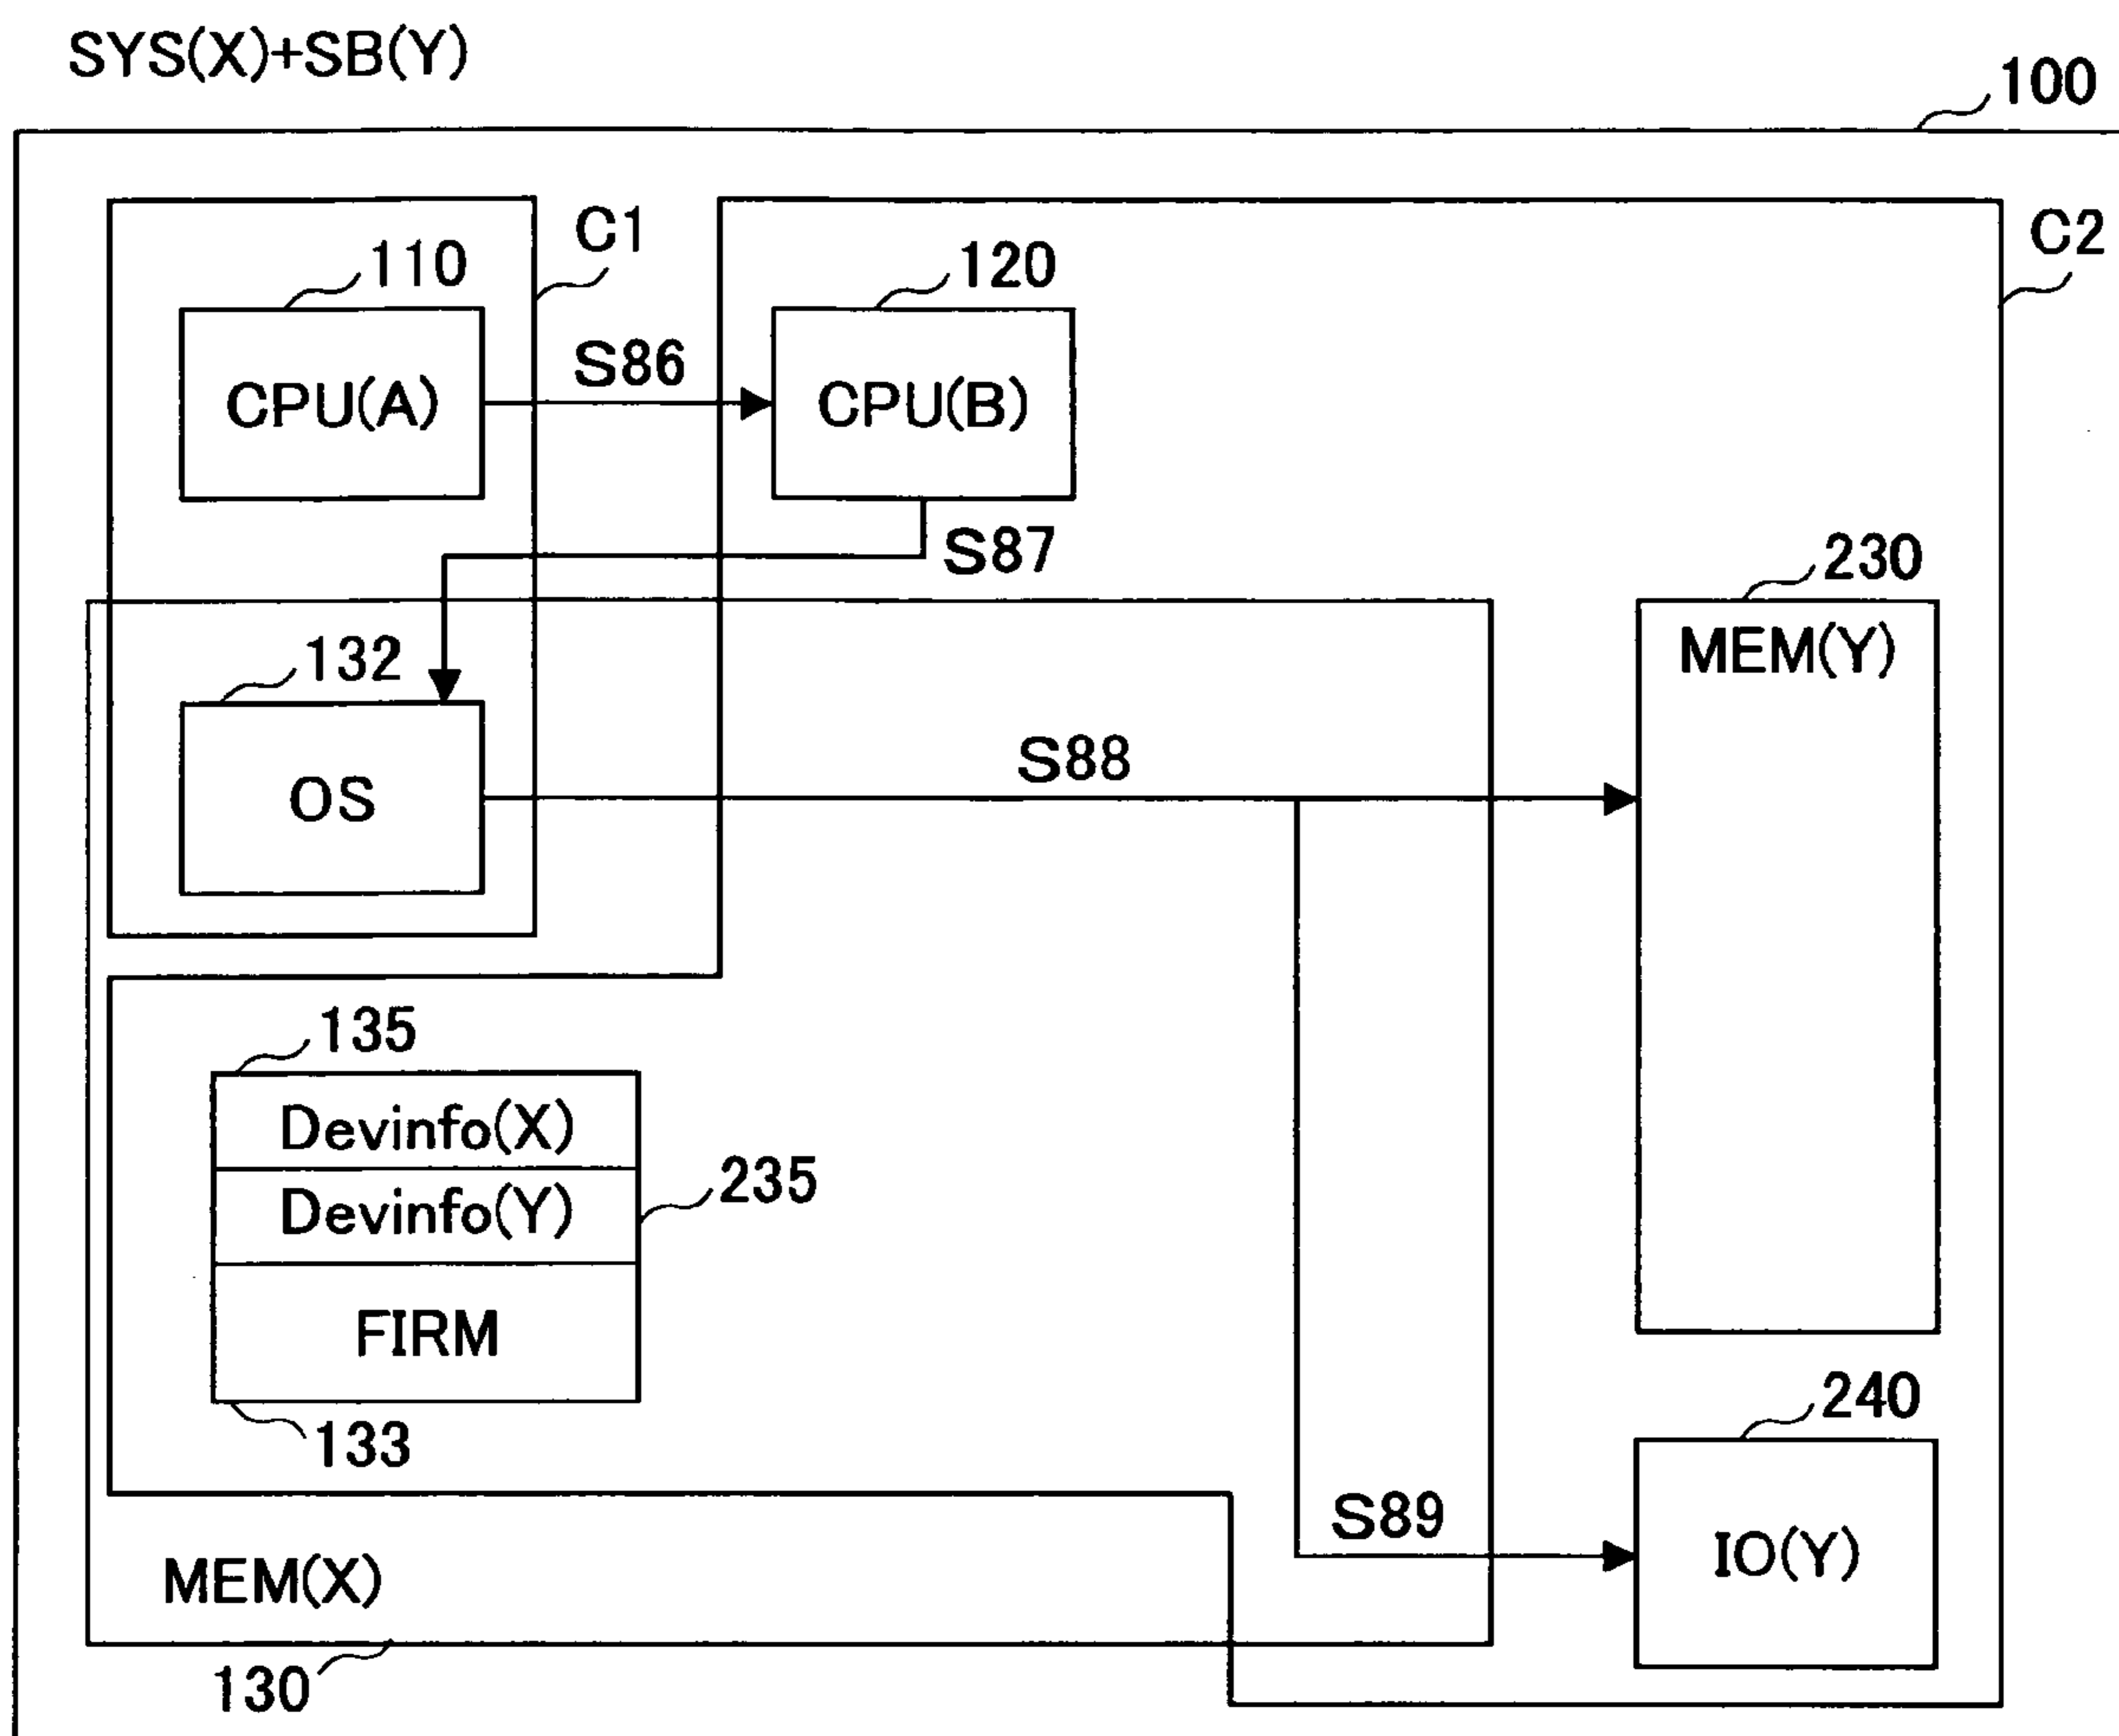 SYS(X)+SB(Y)
100
C1
C2
110
120
CPU(A)
S86
CPU(B)
S87
230
MEM(Y)
132
OS
S88
135
Devinfo(X)
235
Devinfo(Y)
FIRM
133
240
S89
IO(Y)
MEM(X)
130